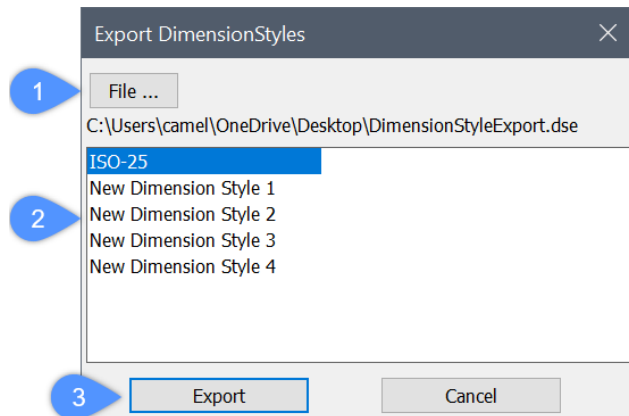 Export DimensionStyles
1
File ...
C:\Users\camel\OneDrive\Desktop\DimensionStyleExport.dse
ISO-25
New Dimension Style 1
2
New Dimension Style 2
New Dimension Style 3
New Dimension Style 4
3
Export
Cancel